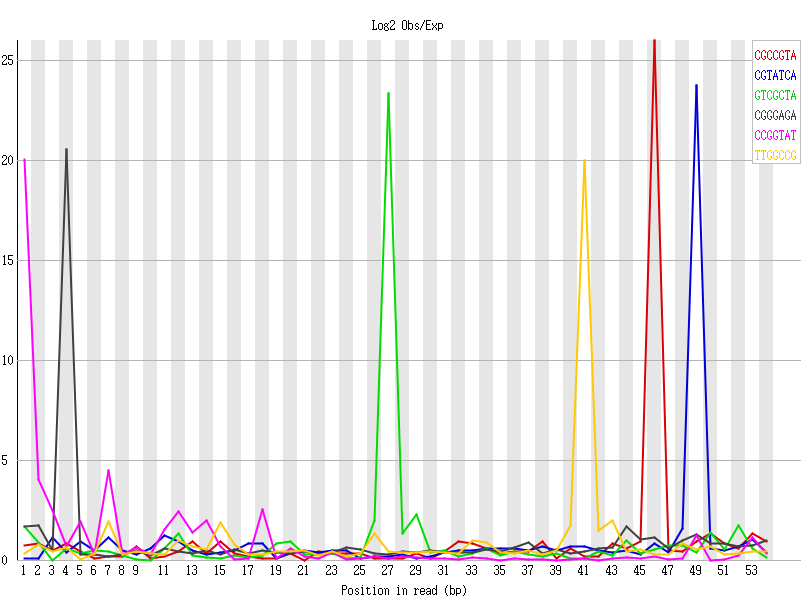 Log2 Obs/Exp
25
20
15
10
5
0
CGCCGTA
CGTATCA
GTCGCTA
CGGGAGA
CCGGTAT
TTGGCCG
1 2 3 4 5 6 7 8 9 11 13 15 17 19 21 23 25 27 29 31 33 35 37 39 41 43 45 47 49 51 53
Position in read (bp)